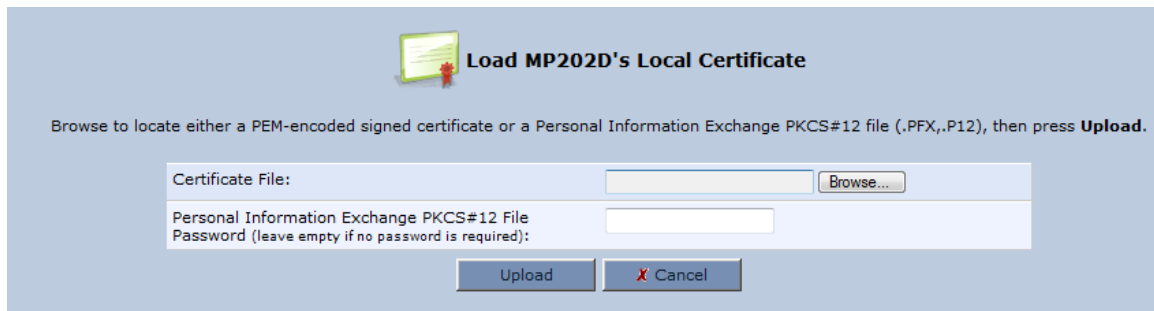 Load MP202D's Local Certificate
Browse to locate either a PEM-encoded signed certificate or a Personal Information Exchange PKCS#12 file (.PFX,.P12), then press Upload.
Certificate File:
Browse...
Personal Information Exchange PKCS#12 File
Password (leave empty if no password is required):
Upload
X Cancel